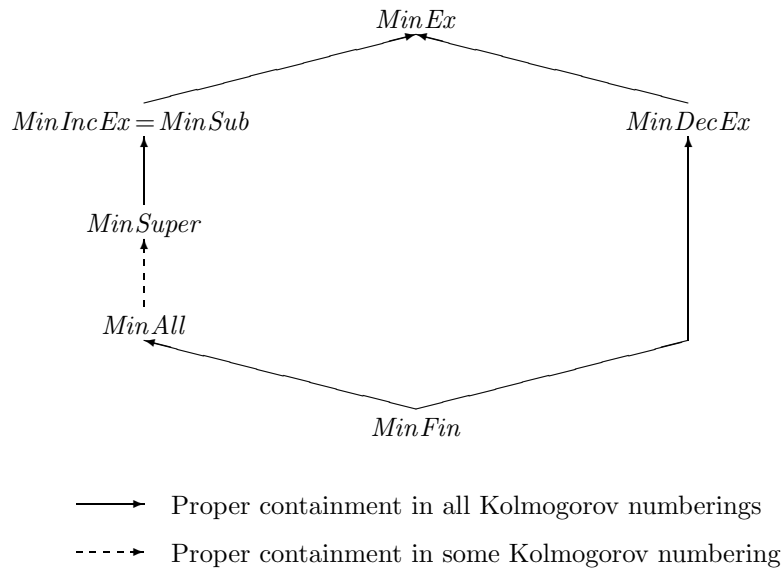 MinEx
MinIncEx = MinSub
MinDecEx
MinSuper
MinAll
MinFin
Proper containment in all Kolmogorov numberings
Proper containment in some Kolmogorov numbering